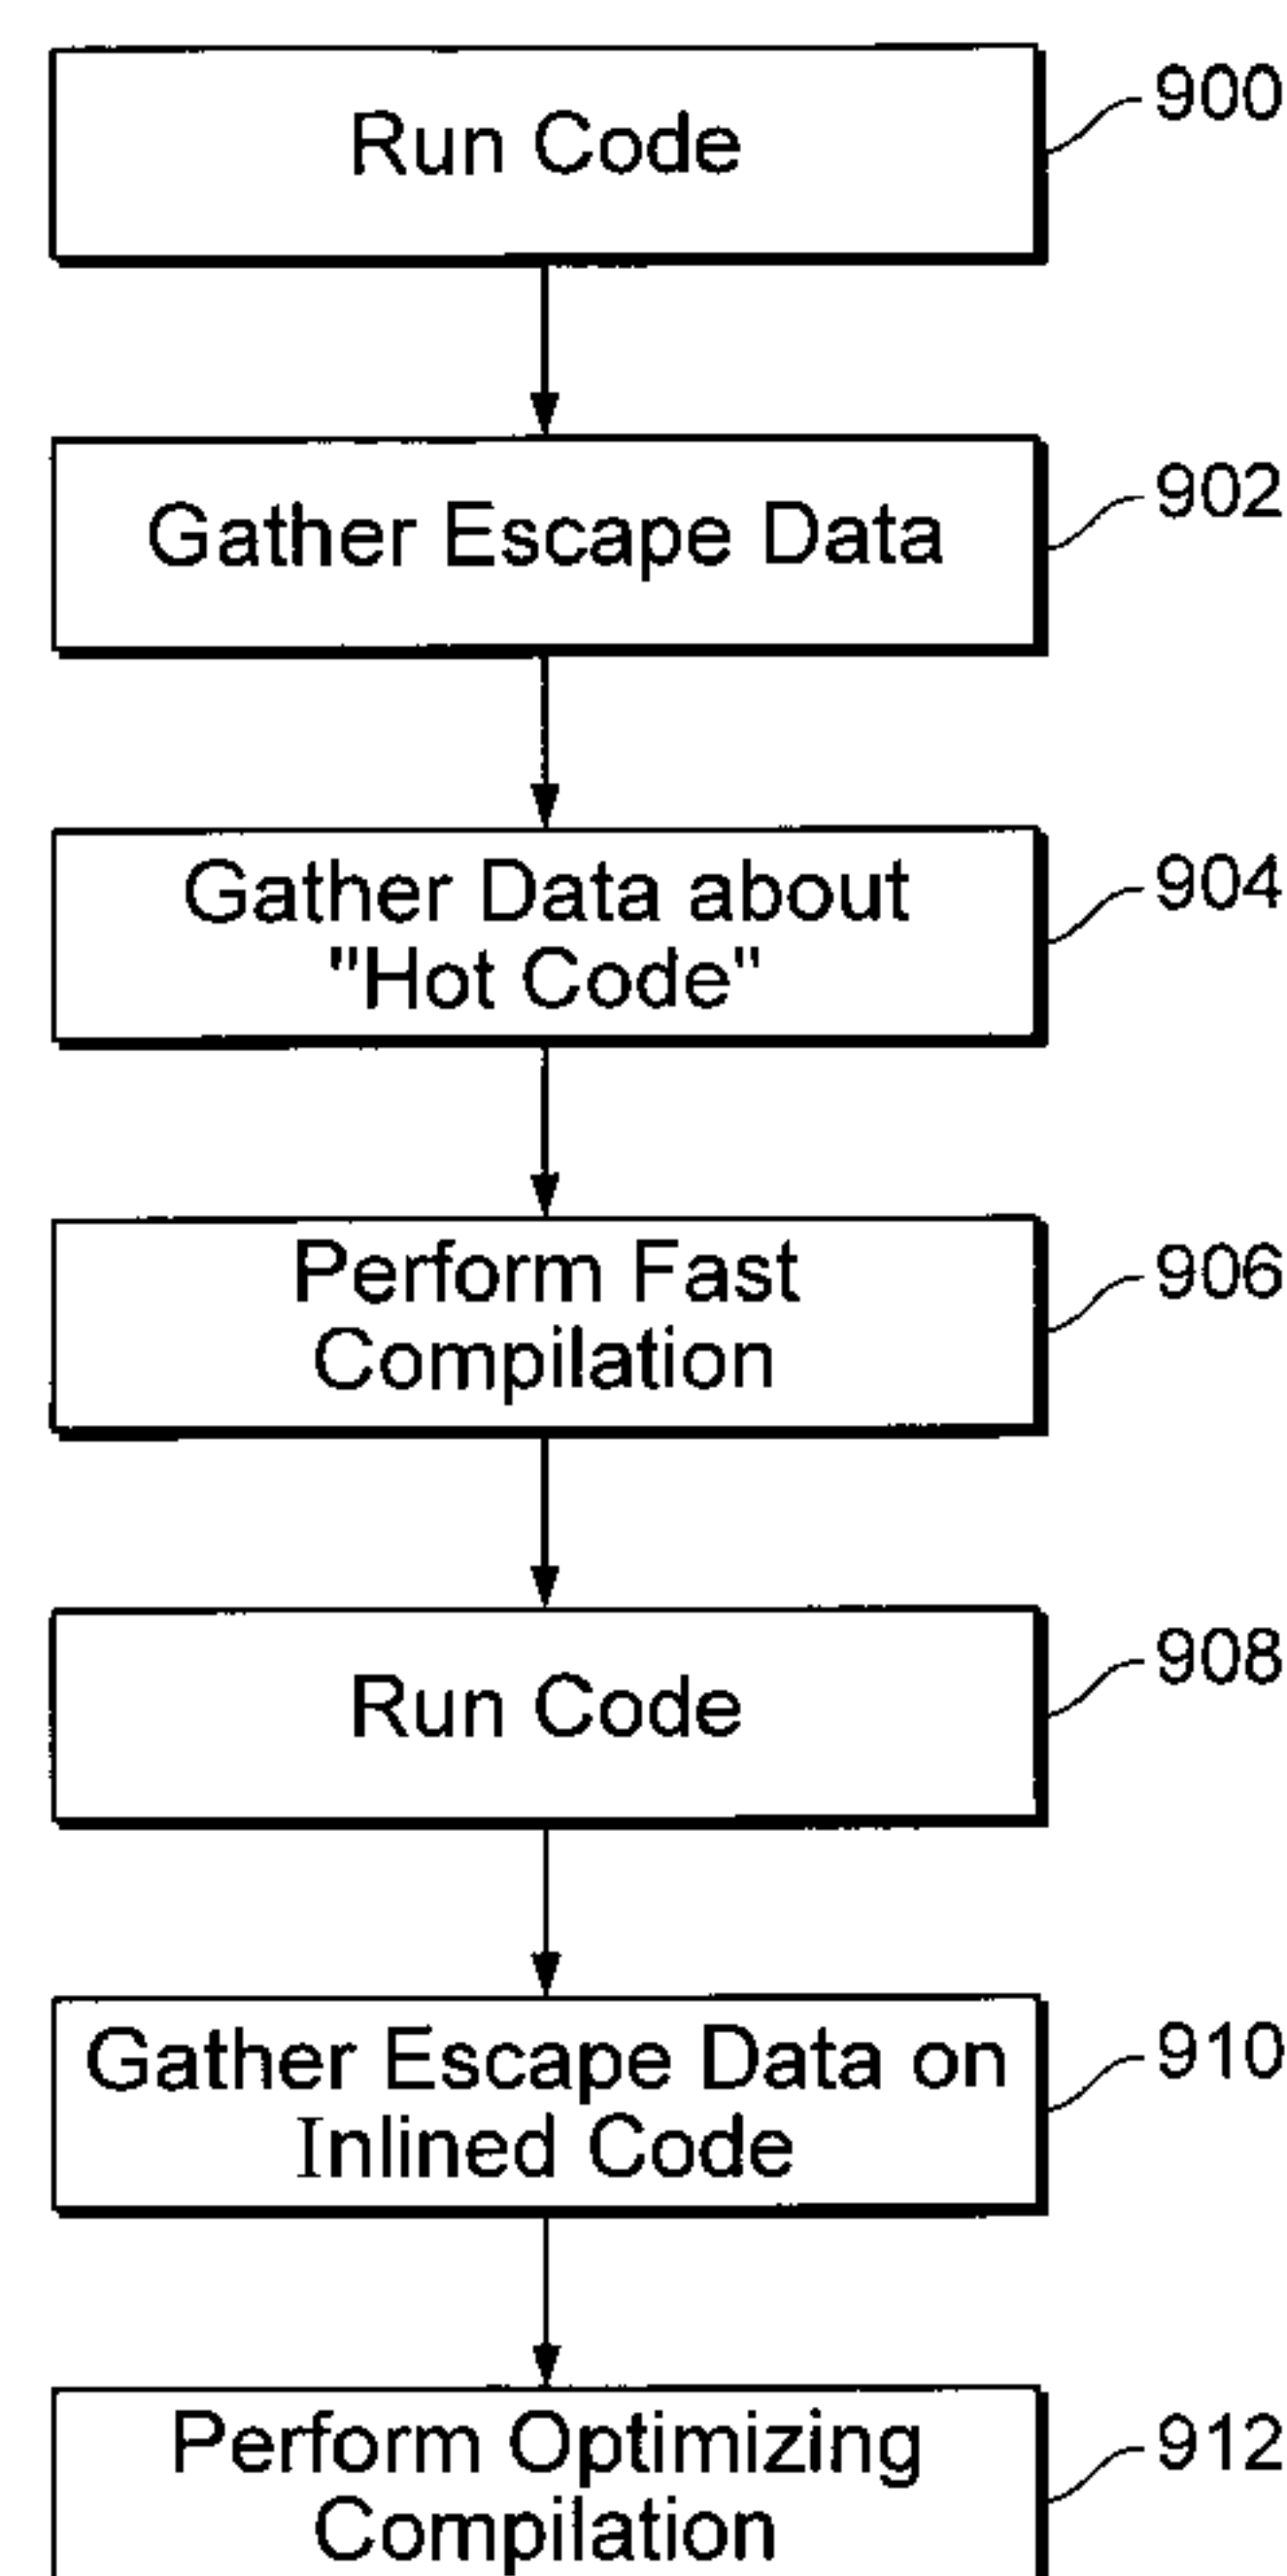 Run Code
900
Gather Escape Data
902
Gather Data about
"Hot Code"
904
Perform Fast
Compilation
906
Run Code
908
Gather Escape Data on
Inlined Code
910
Perform Optimizing
Compilation
912